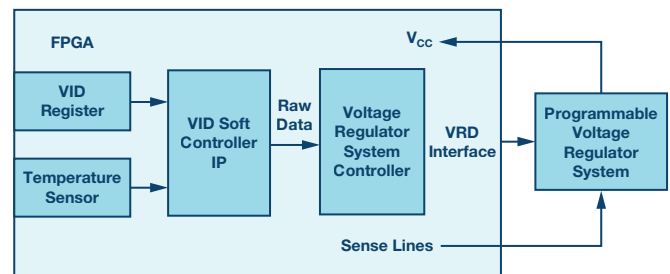 FPGA
V_CC
VID
Register
Temperature
Sensor
VID Soft
Controller
IP
Raw
Data
Voltage
Regulator
System
Controller
VRD
Interface
Programmable
Voltage
Regulator
System
Sense Lines